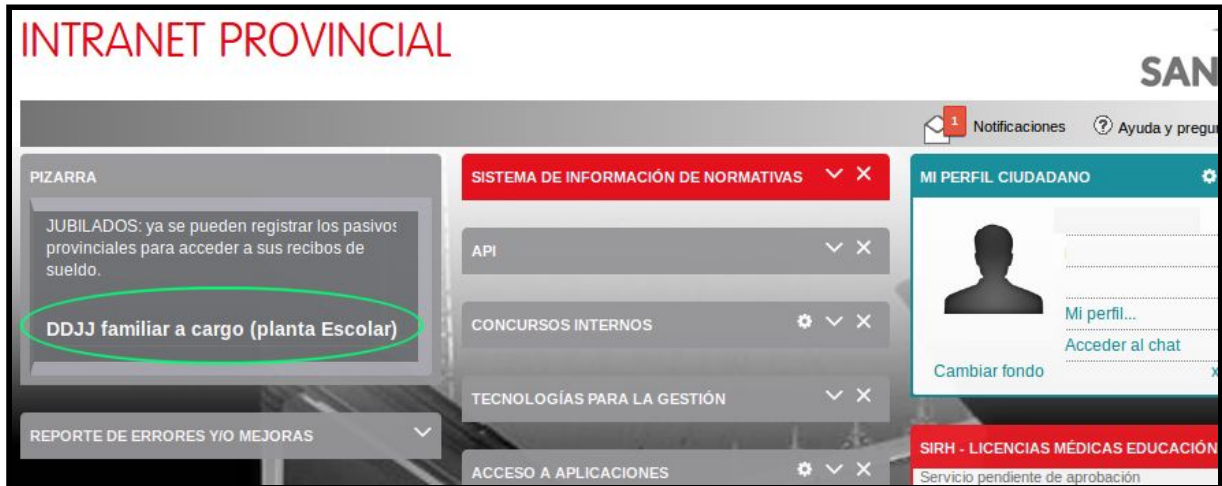 INTRANET PROVINCIAL
SAN
1
Notificaciones
Ayuda y pregu
PIZARRA
JUBILADOS: ya se pueden registrar los pasivos
provinciales para acceder a sus recibos de
sueldo.
DDJJ familiar a cargo (planta Escolar)
REPORTE DE ERRORES Y/O MEJORAS
SISTEMA DE INFORMACIÓN DE NORMATIVAS
API
CONCURSOS INTERNOS
TECNOLOGÍAS PARA LA GESTIÓN
ACCESO A APLICACIONES
MI PERFIL CIUDADANO
Mi perfil...
Acceder al chat
Cambiar fondo
SIRH - LICENCIAS MÉDICAS EDUCACIÓN
Servicio pendiente de aprobación